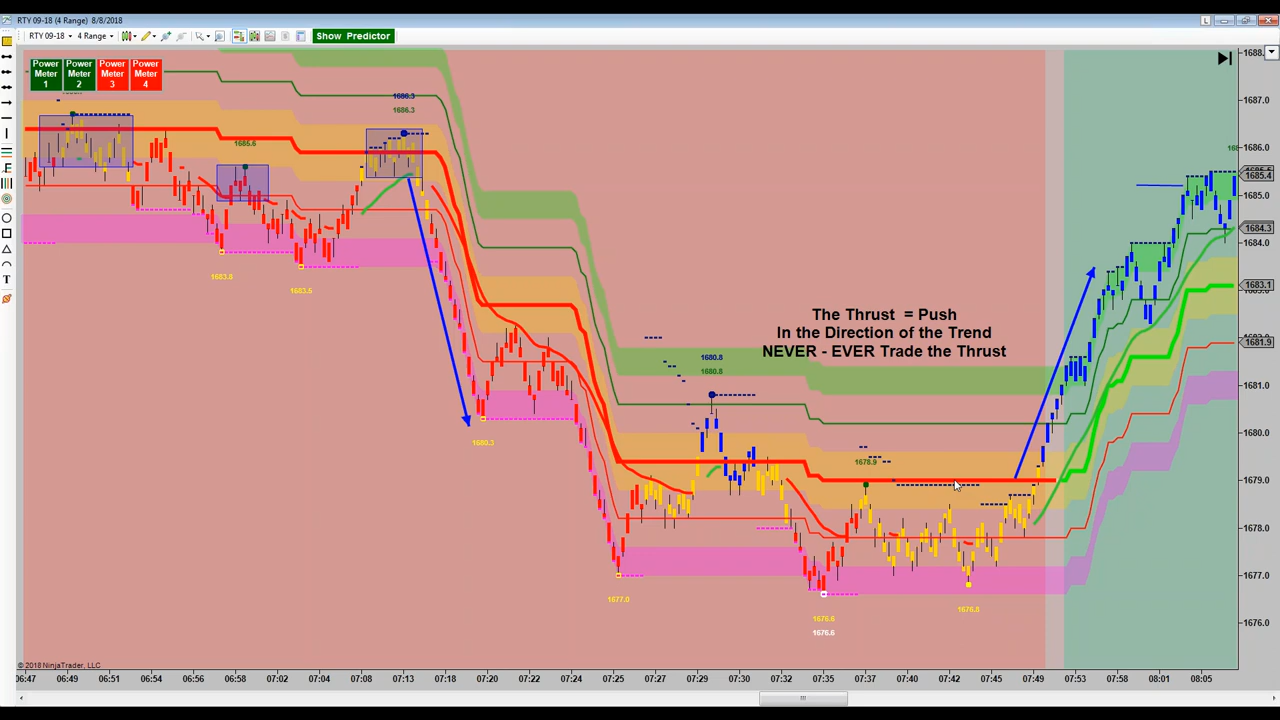 RTY 09-18 (4 Range) 8/8/2018
L
RTY 09-18
4 Range
Show Predictor
Power Meter 1
Power Meter 2
Power Meter 3
Power Meter 4
1686.3
1686.3
1685.6
1683.8
1683.5
The Thrust = Push
In the Direction of the Trend
NEVER - EVER Trade the Thrust
1680.8
1680.8
1680.3
1678.9
1677.0
1676.6
1676.6
1676.8
1687.0
1686.0
1685.4
1685.0
1684.3
1684.0
1683.1
1681.9
1681.0
1680.0
1679.0
1678.0
1677.0
1676.0
© 2018 NinjaTrader, LLC
06:47 06:49 06:51 06:54 06:56 06:58 07:02 07:04 07:08 07:13 07:18 07:20 07:22 07:25 07:27 07:29 07:30 07:32 07:35 07:37 07:40 07:42 07:45 07:49 07:53 07:58 08:01 08:05